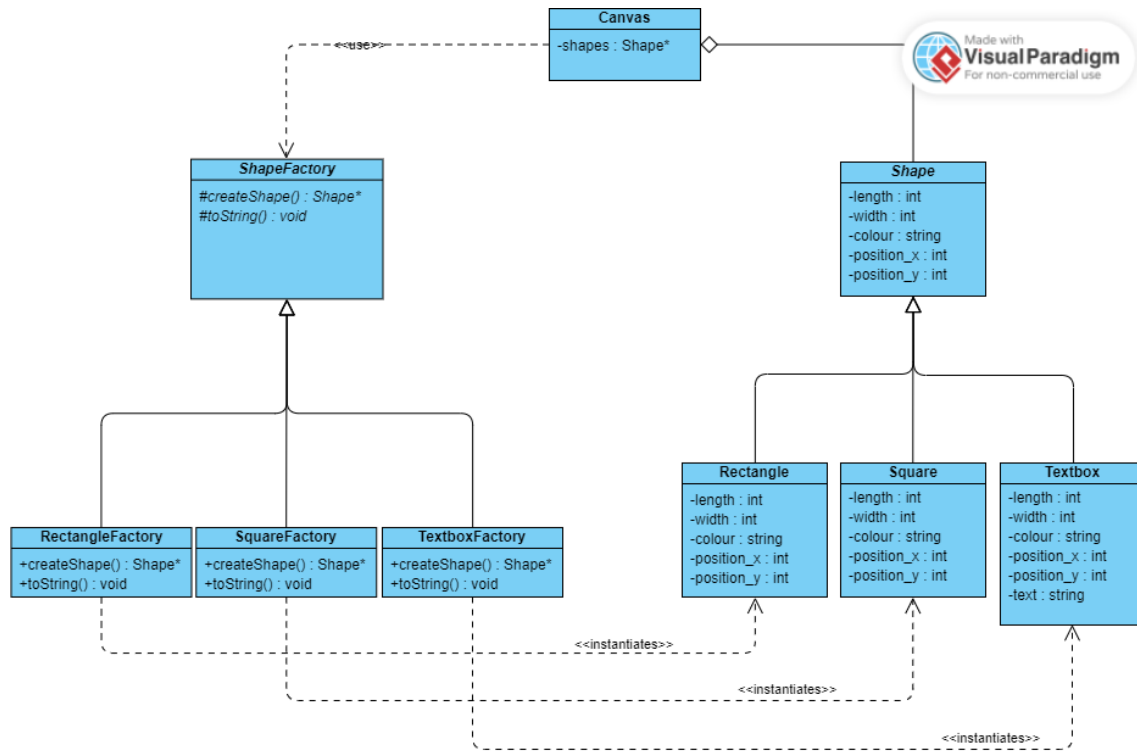 Canvas
-shapes : Shape*
<<use>>
Made with
VisualParadigm
For non-commercial use
ShapeFactory
#createShape() : Shape*
#toString() : void
Shape
-length : int
-width : int
-colour : string
-position_x : int
-position_y : int
Rectangle
-length : int
-width : int
-colour : string
-position_x : int
-position_y : int
Square
-length : int
-width : int
-colour : string
-position_x : int
-position_y : int
Textbox
-length : int
-width : int
-colour : string
-position_x : int
-position_y : int
-text : string
RectangleFactory
+createShape() : Shape*
+toString() : void
SquareFactory
+createShape() : Shape*
+toString() : void
TextboxFactory
+createShape() : Shape*
+toString() : void
<<instantiates>>
<<instantiates>>
<<instantiates>>